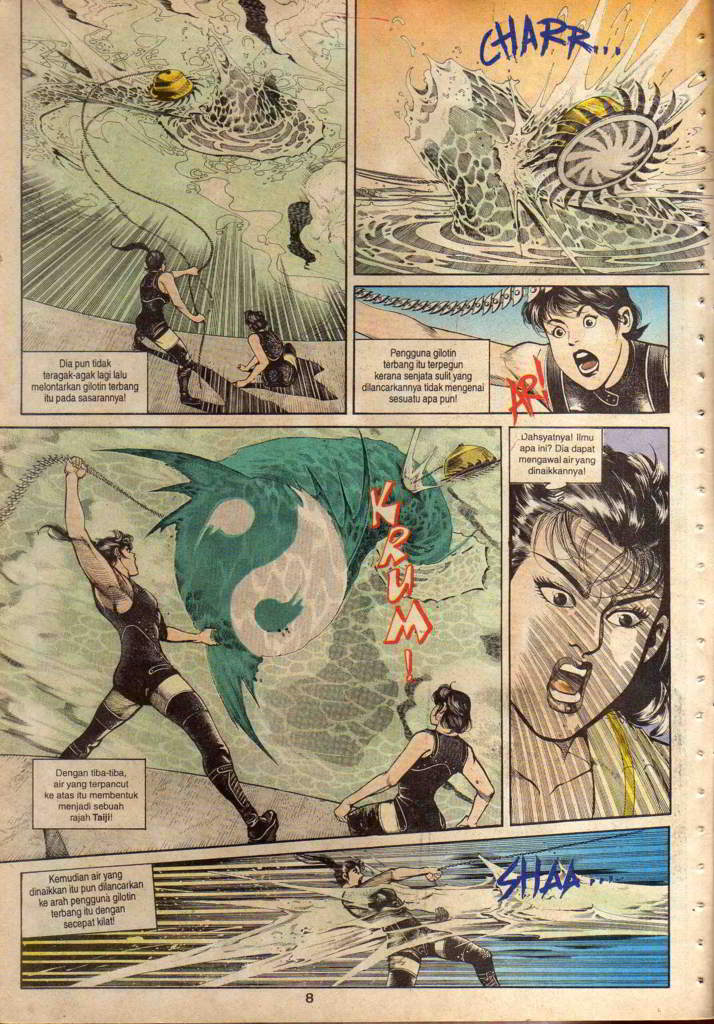 Dia pun tidak
teragak-agak lagi lalu
melontarkan gilotin terbang
itu pada sasarannya!
CHARR...
Pengguna gilotin
terbang itu terpegun
kerana senjata sulit yang
dilancarkannya tidak mengenai
sesuatu apa pun!
AR!
KRUM!
Dengan tiba-tiba,
air yang terpancut
ke atas itu membentuk
menjadi sebuah
rajah Taiji!
Dahsyatnya! Ilmu
apa ini? Dia dapat
mengawal air yang
dinaikkannya!
Kemudian air yang
dinaikkan itu pun dilancarkan
ke arah pengguna gilotin
terbang itu dengan
secepat kilat!
SHAA...
8